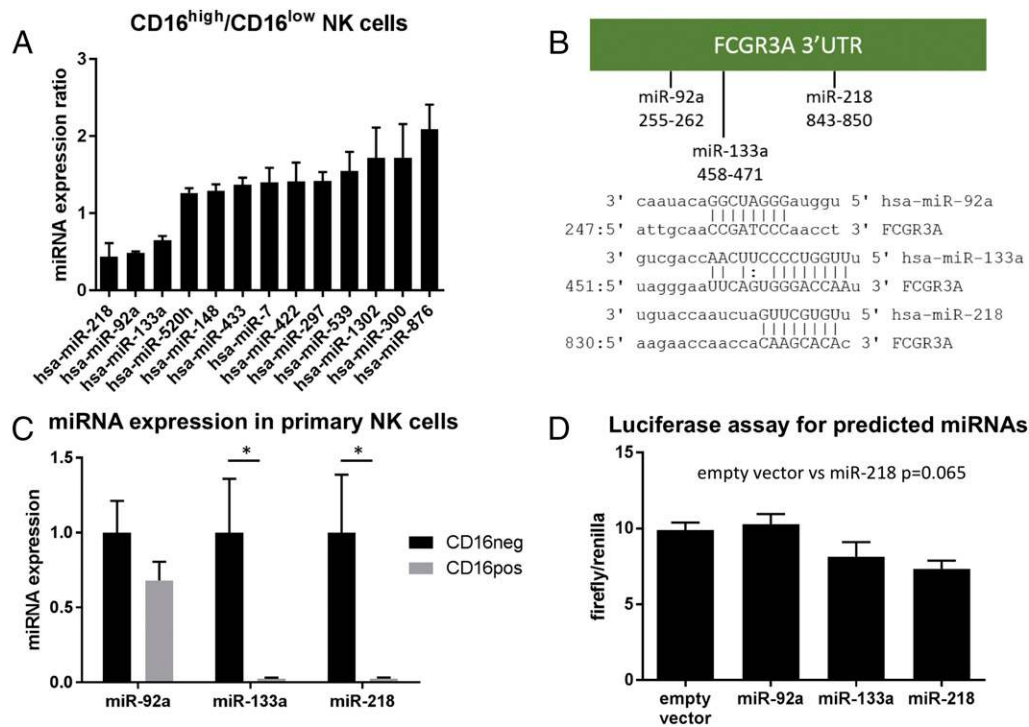 A
CD16high/CD16low NK cells
miRNA expression ratio
3
2
1
0
hsa-miR-218
hsa-miR-92a
hsa-miR-133a
hsa-miR-520h
hsa-miR-148
hsa-miR-433
hsa-miR-7
hsa-miR-422
hsa-miR-297
hsa-miR-539
hsa-miR-1302
hsa-miR-300
hsa-miR-876
B
FCGR3A 3'UTR
miR-92a
255-262
miR-218
843-850
miR-133a
458-471
3' caauacaGGCUAGGGauggu 5' hsa-miR-92a
247:5' attgcaaCCGATCCCaacct 3' FCGR3A
3' gucgaccAACUUCCCCUGGUUu 5' hsa-miR-133a
451:5' uagggaaUUCAGUGGGACCAAu 3' FCGR3A
3' uguaccaaucuaGUUCGUGUu 5' hsa-miR-218
830:5' aagaaccaaccaCAAGCACAc 3' FCGR3A
C
miRNA expression in primary NK cells
miRNA expression
1.5
1.0
0.5
0.0
*
*
CD16neg
CD16pos
miR-92a
miR-133a
miR-218
D
Luciferase assay for predicted miRNAs
empty vector vs miR-218 p=0.065
firefly/renilla
15
10
5
0
empty
vector
miR-92a
miR-133a
miR-218